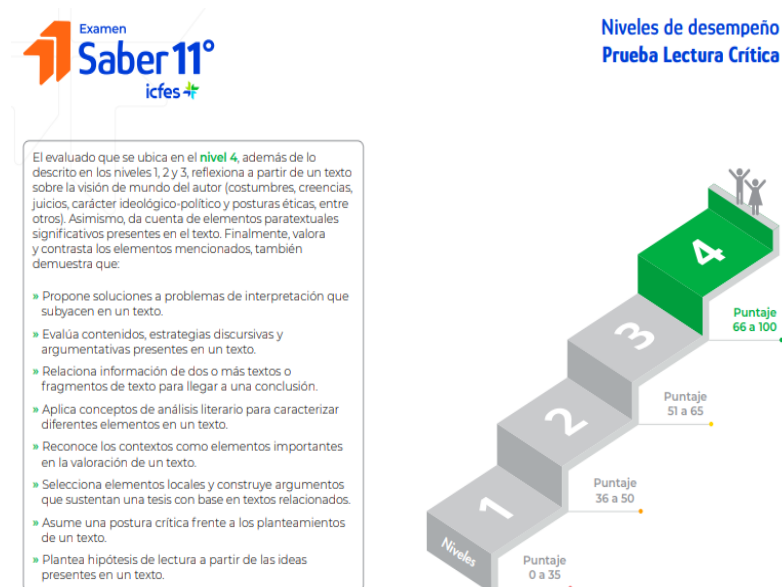 Examen
Saber 11°
icfes
Niveles de desempeño
Prueba Lectura Crítica
El evaluado que se ubica en el nivel 4, además de lo
descrito en los niveles 1, 2 y 3, reflexiona a partir de un texto
sobre la visión de mundo del autor (costumbres, creencias,
juicios, carácter ideológico-político y posturas éticas, entre
otros). Asimismo, da cuenta de elementos paratextuales
significativos presentes en el texto. Finalmente, valora
y contrasta los elementos mencionados, también
demuestra que:
» Propone soluciones a problemas de interpretación que
subyacen en un texto.
» Evalúa contenidos, estrategias discursivas y
argumentativas presentes en un texto.
» Relaciona información de dos o más textos o
fragmentos de texto para llegar a una conclusión.
» Aplica conceptos de análisis literario para caracterizar
diferentes elementos en un texto.
» Reconoce los contextos como elementos importantes
en la valoración de un texto.
» Selecciona elementos locales y construye argumentos
que sustentan una tesis con base en textos relacionados.
» Asume una postura crítica frente a los planteamientos
de un texto.
» Plantea hipótesis de lectura a partir de las ideas
presentes en un texto.
4
Puntaje
66 a 100
3
Puntaje
51 a 65
2
Puntaje
36 a 50
1
Niveles
Puntaje
0 a 35